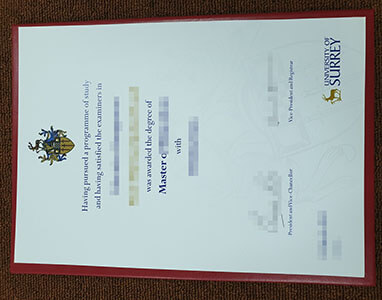 UNIVERSITY OF
SURREY
Having pursued a programme of study
and having satisfied the examiners in
was awarded the degree of
Master o
with
President and Vice-Chancellor
Vice-President and Registrar